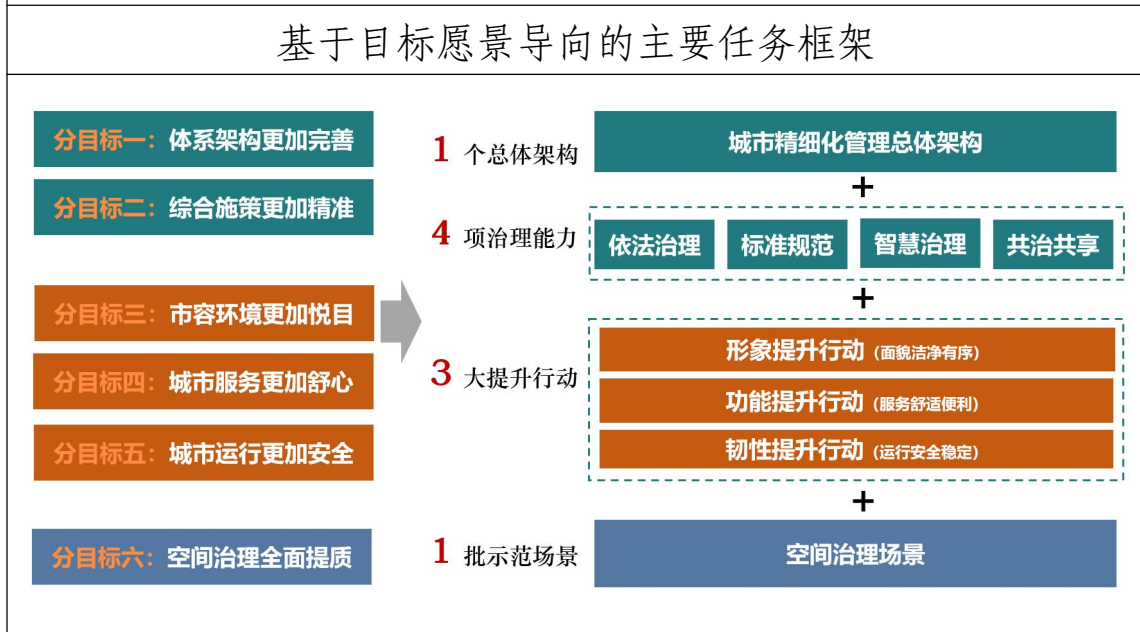 基于目标愿景导向的主要任务框架
分目标一：体系架构更加完善
分目标二：综合施策更加精准
分目标三：市容环境更加悦目
分目标四：城市服务更加舒心
分目标五：城市运行更加安全
分目标六：空间治理全面提质
1 个总体架构
城市精细化管理总体架构
+
4 项治理能力
依法治理 标准规范 智慧治理 共治共享
+
3 大提升行动
形象提升行动（面貌洁净有序）
功能提升行动（服务舒适便利）
韧性提升行动（运行安全稳定）
+
1 批示范场景
空间治理场景